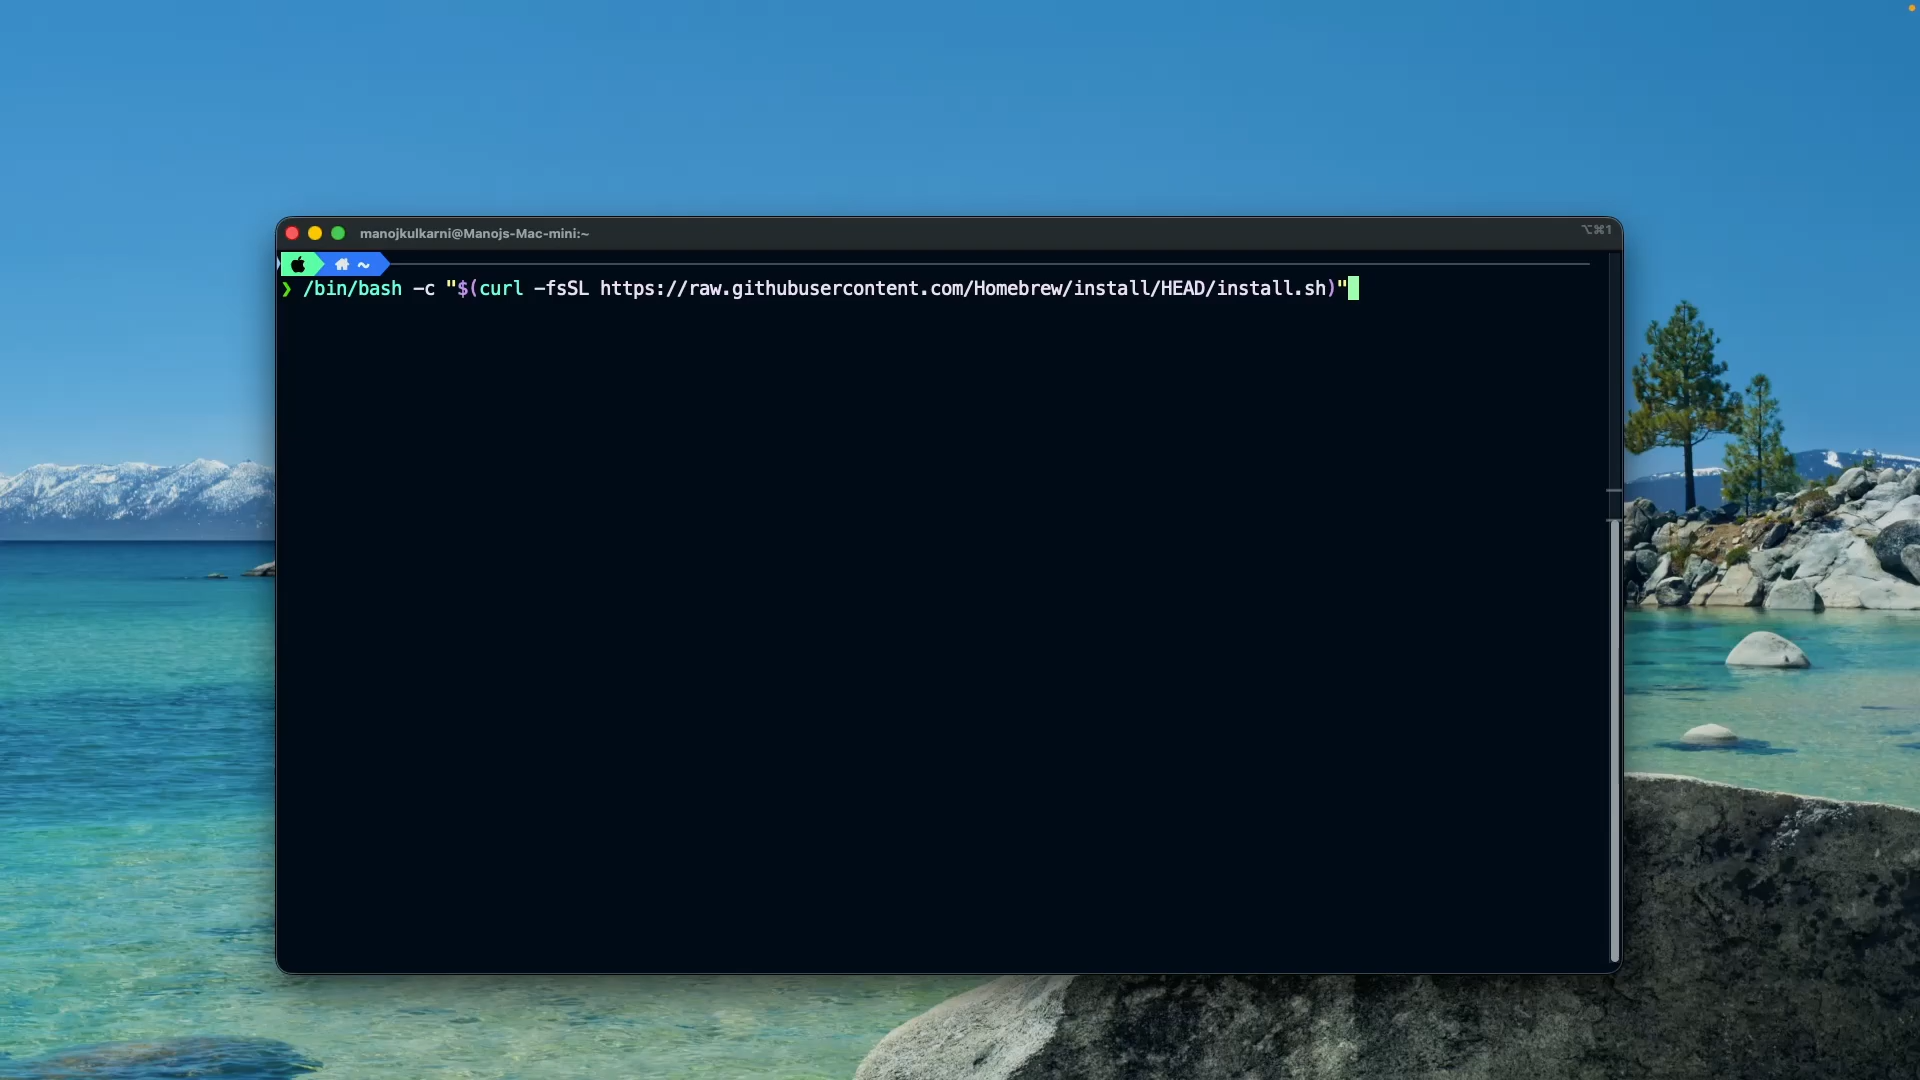 manojkulkarni@Manojs-Mac-mini:~
⌥⌘1
~
❯ /bin/bash -c "$(curl -fsSL https://raw.githubusercontent.com/Homebrew/install/HEAD/install.sh)"